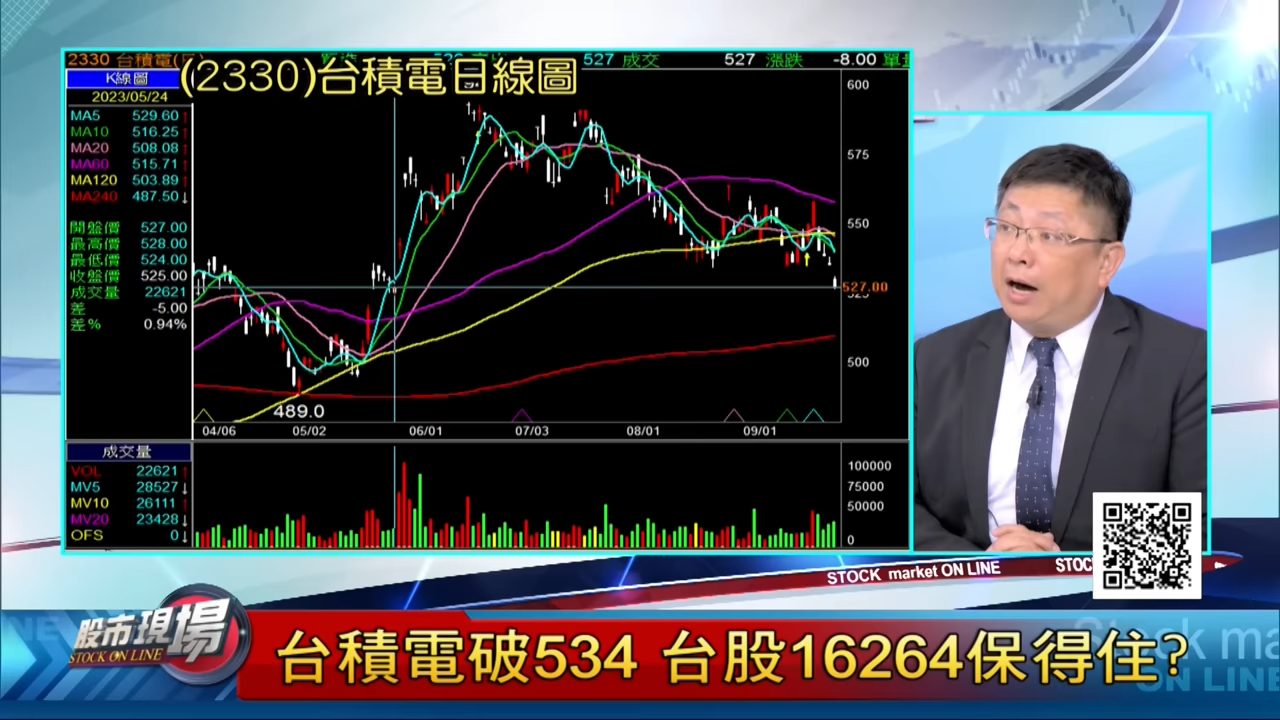 2330 台積電
527 成交 527 漲跌 -8.00 單量
(2330)台積電日線圖
K線圖
2023/05/24
MA5 529.60
MA10 516.25
MA20 508.08
MA60 515.71
MA120 503.89
MA240 487.50↓
開盤價 527.00
最高價 528.00
最低價 524.00
收盤價 525.00
成交量 22621
差 -5.00
差% 0.94%
600
575
550
527.00
500
489.0
04/06 05/02 06/01 07/03 08/01 09/01
成交量
VOL 22621
MV5 28527↓
MV10 26111
MV20 23428↓
OFS 0↓
100000
75000
50000
0
STOCK market ON LINE
STOC
股市現場
STOCK ON LINE
台積電破534 台股16264保得住?